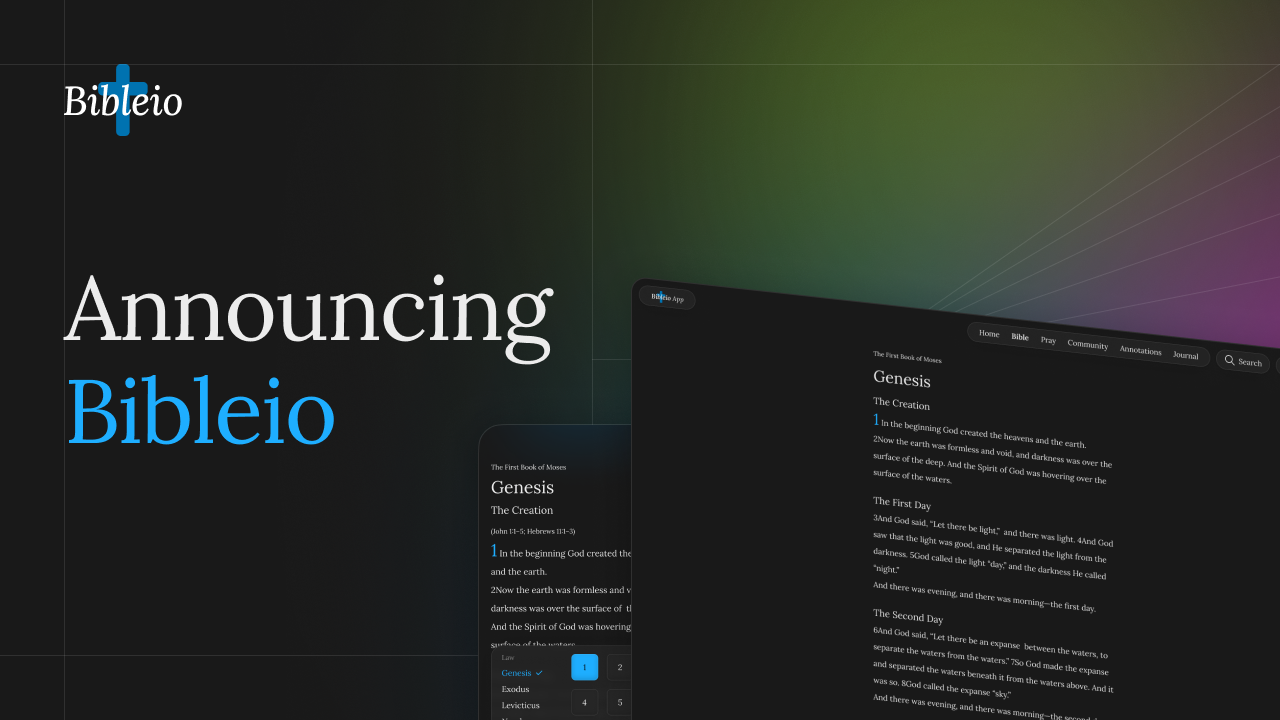 Bibleio
Announcing
Bibleio
The First Book of Moses
Genesis
The Creation
(John 1:1–5; Hebrews 11:1–3)
1 In the beginning God created the
and the earth.
2Now the earth was formless and v
darkness was over the surface of th
And the Spirit of God was hovering
surface of the waters.
Law
Genesis ✓
Exodus
Leviticus
1 2
4 5
Bibleio App
Home Bible Pray Community Annotations Journal
Search
The First Book of Moses
Genesis
The Creation
1 In the beginning God created the heavens and the earth.
2Now the earth was formless and void, and darkness was over the
surface of the deep. And the Spirit of God was hovering over the
surface of the waters.
The First Day
3And God said, “Let there be light,” and there was light. 4And God
saw that the light was good, and He separated the light from the
darkness. 5God called the light “day,” and the darkness He called
“night.”
And there was evening, and there was morning—the first day.
The Second Day
6And God said, “Let there be an expanse between the waters, to
separate the waters from the waters.” 7So God made the expanse
and separated the waters beneath it from the waters above. And it
was so. 8God called the expanse “sky.”
And there was evening, and there was morning—the second